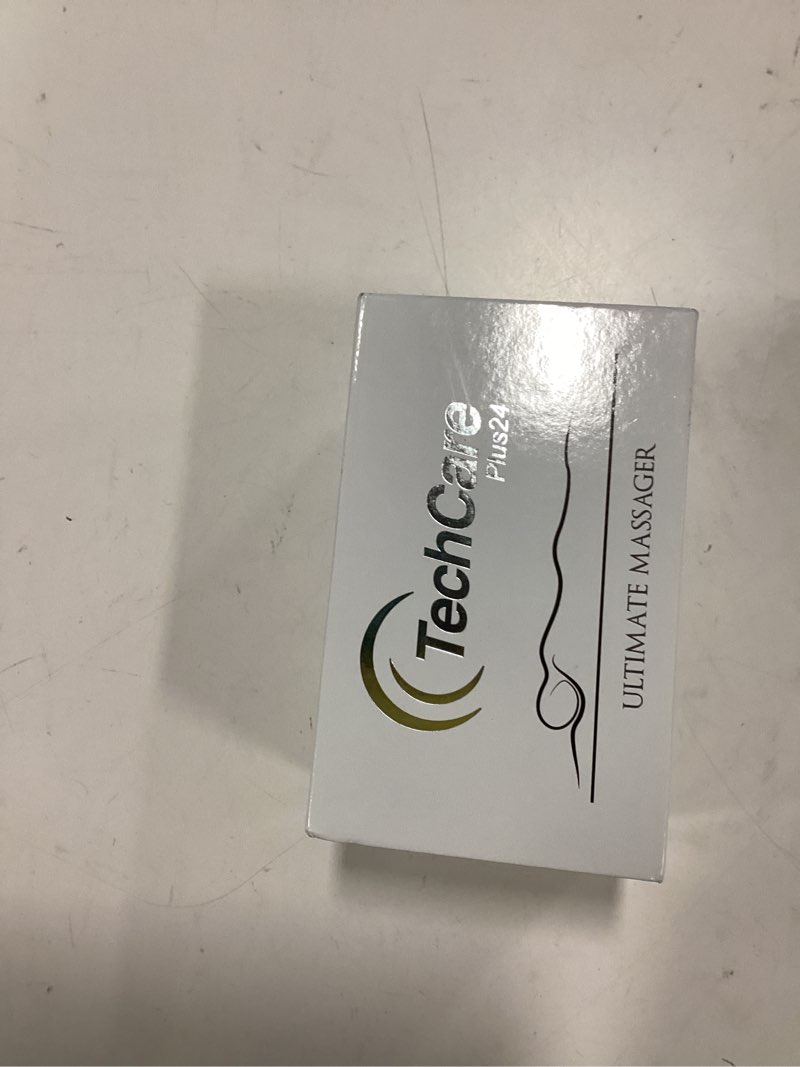 TechCare
Plus24
ULTIMATE MASSAGER